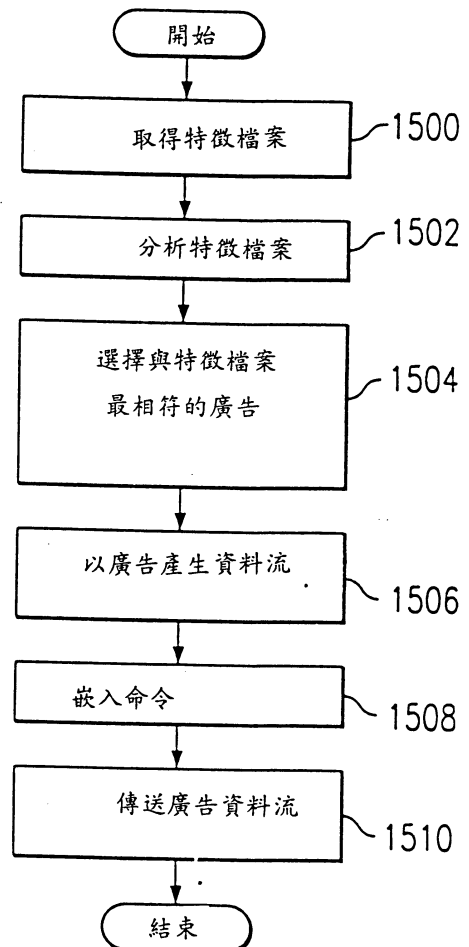 開始
取得特徵檔案
1500
分析特徵檔案
1502
選擇與特徵檔案
最相符的廣告
1504
以廣告產生資料流
1506
嵌入命令
1508
傳送廣告資料流
1510
結束